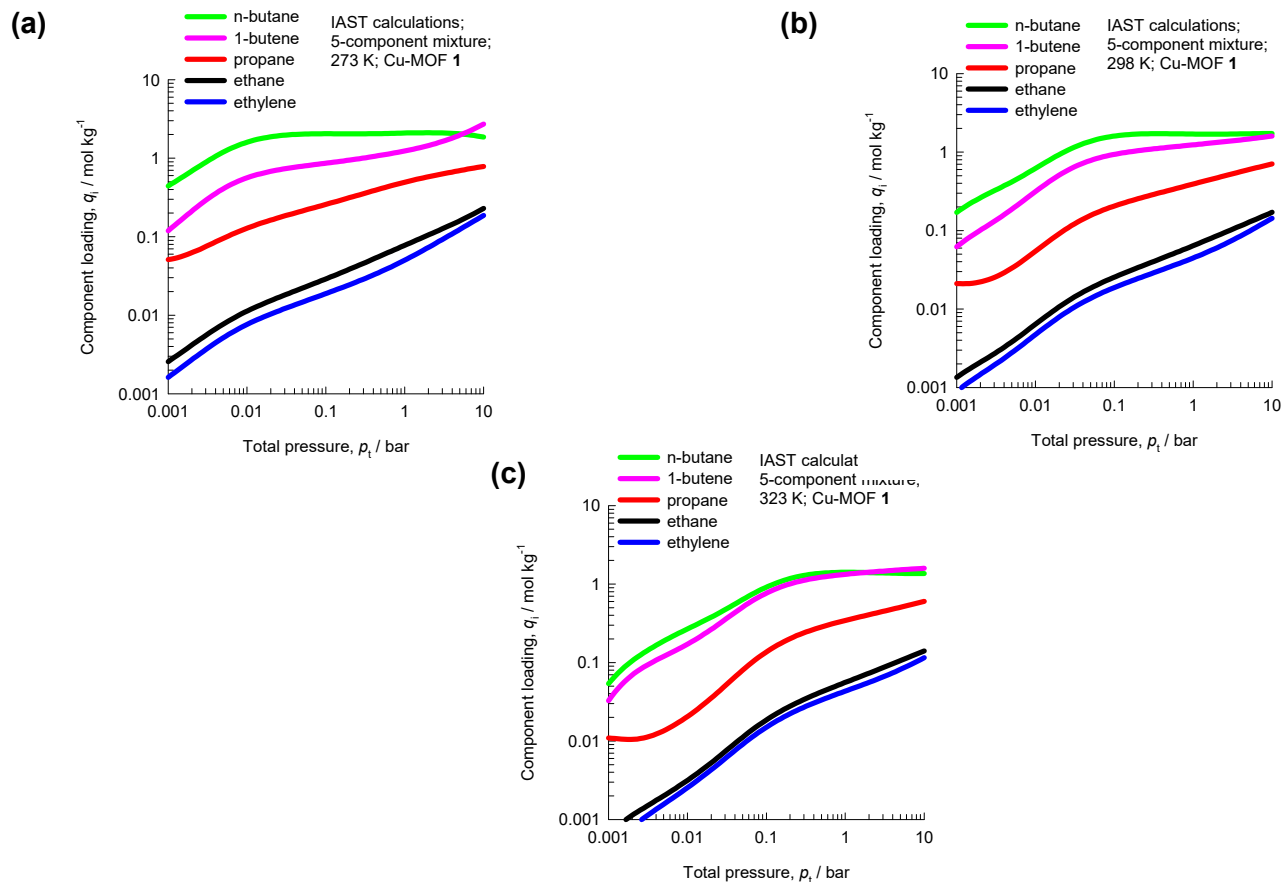 (a)
n-butane
1-butene
propane
ethane
ethylene
IAST calculations;
5-component mixture;
273 K; Cu-MOF 1
10
1
0.1
0.01
0.001
Component loading, qi / mol kg-1
0.001 0.01 0.1 1 10
Total pressure, pt / bar
(b)
n-butane
1-butene
propane
ethane
ethylene
IAST calculations;
5-component mixture;
298 K; Cu-MOF 1
10
1
0.1
0.01
0.001
Component loading, qi / mol kg-1
0.001 0.01 0.1 1 10
Total pressure, pt / bar
(c)
n-butane
1-butene
propane
ethane
ethylene
IAST calculat
5-component mixture;
323 K; Cu-MOF 1
10
1
0.1
0.01
0.001
Component loading, qi / mol kg-1
0.001 0.01 0.1 1 10
Total pressure, pt / bar